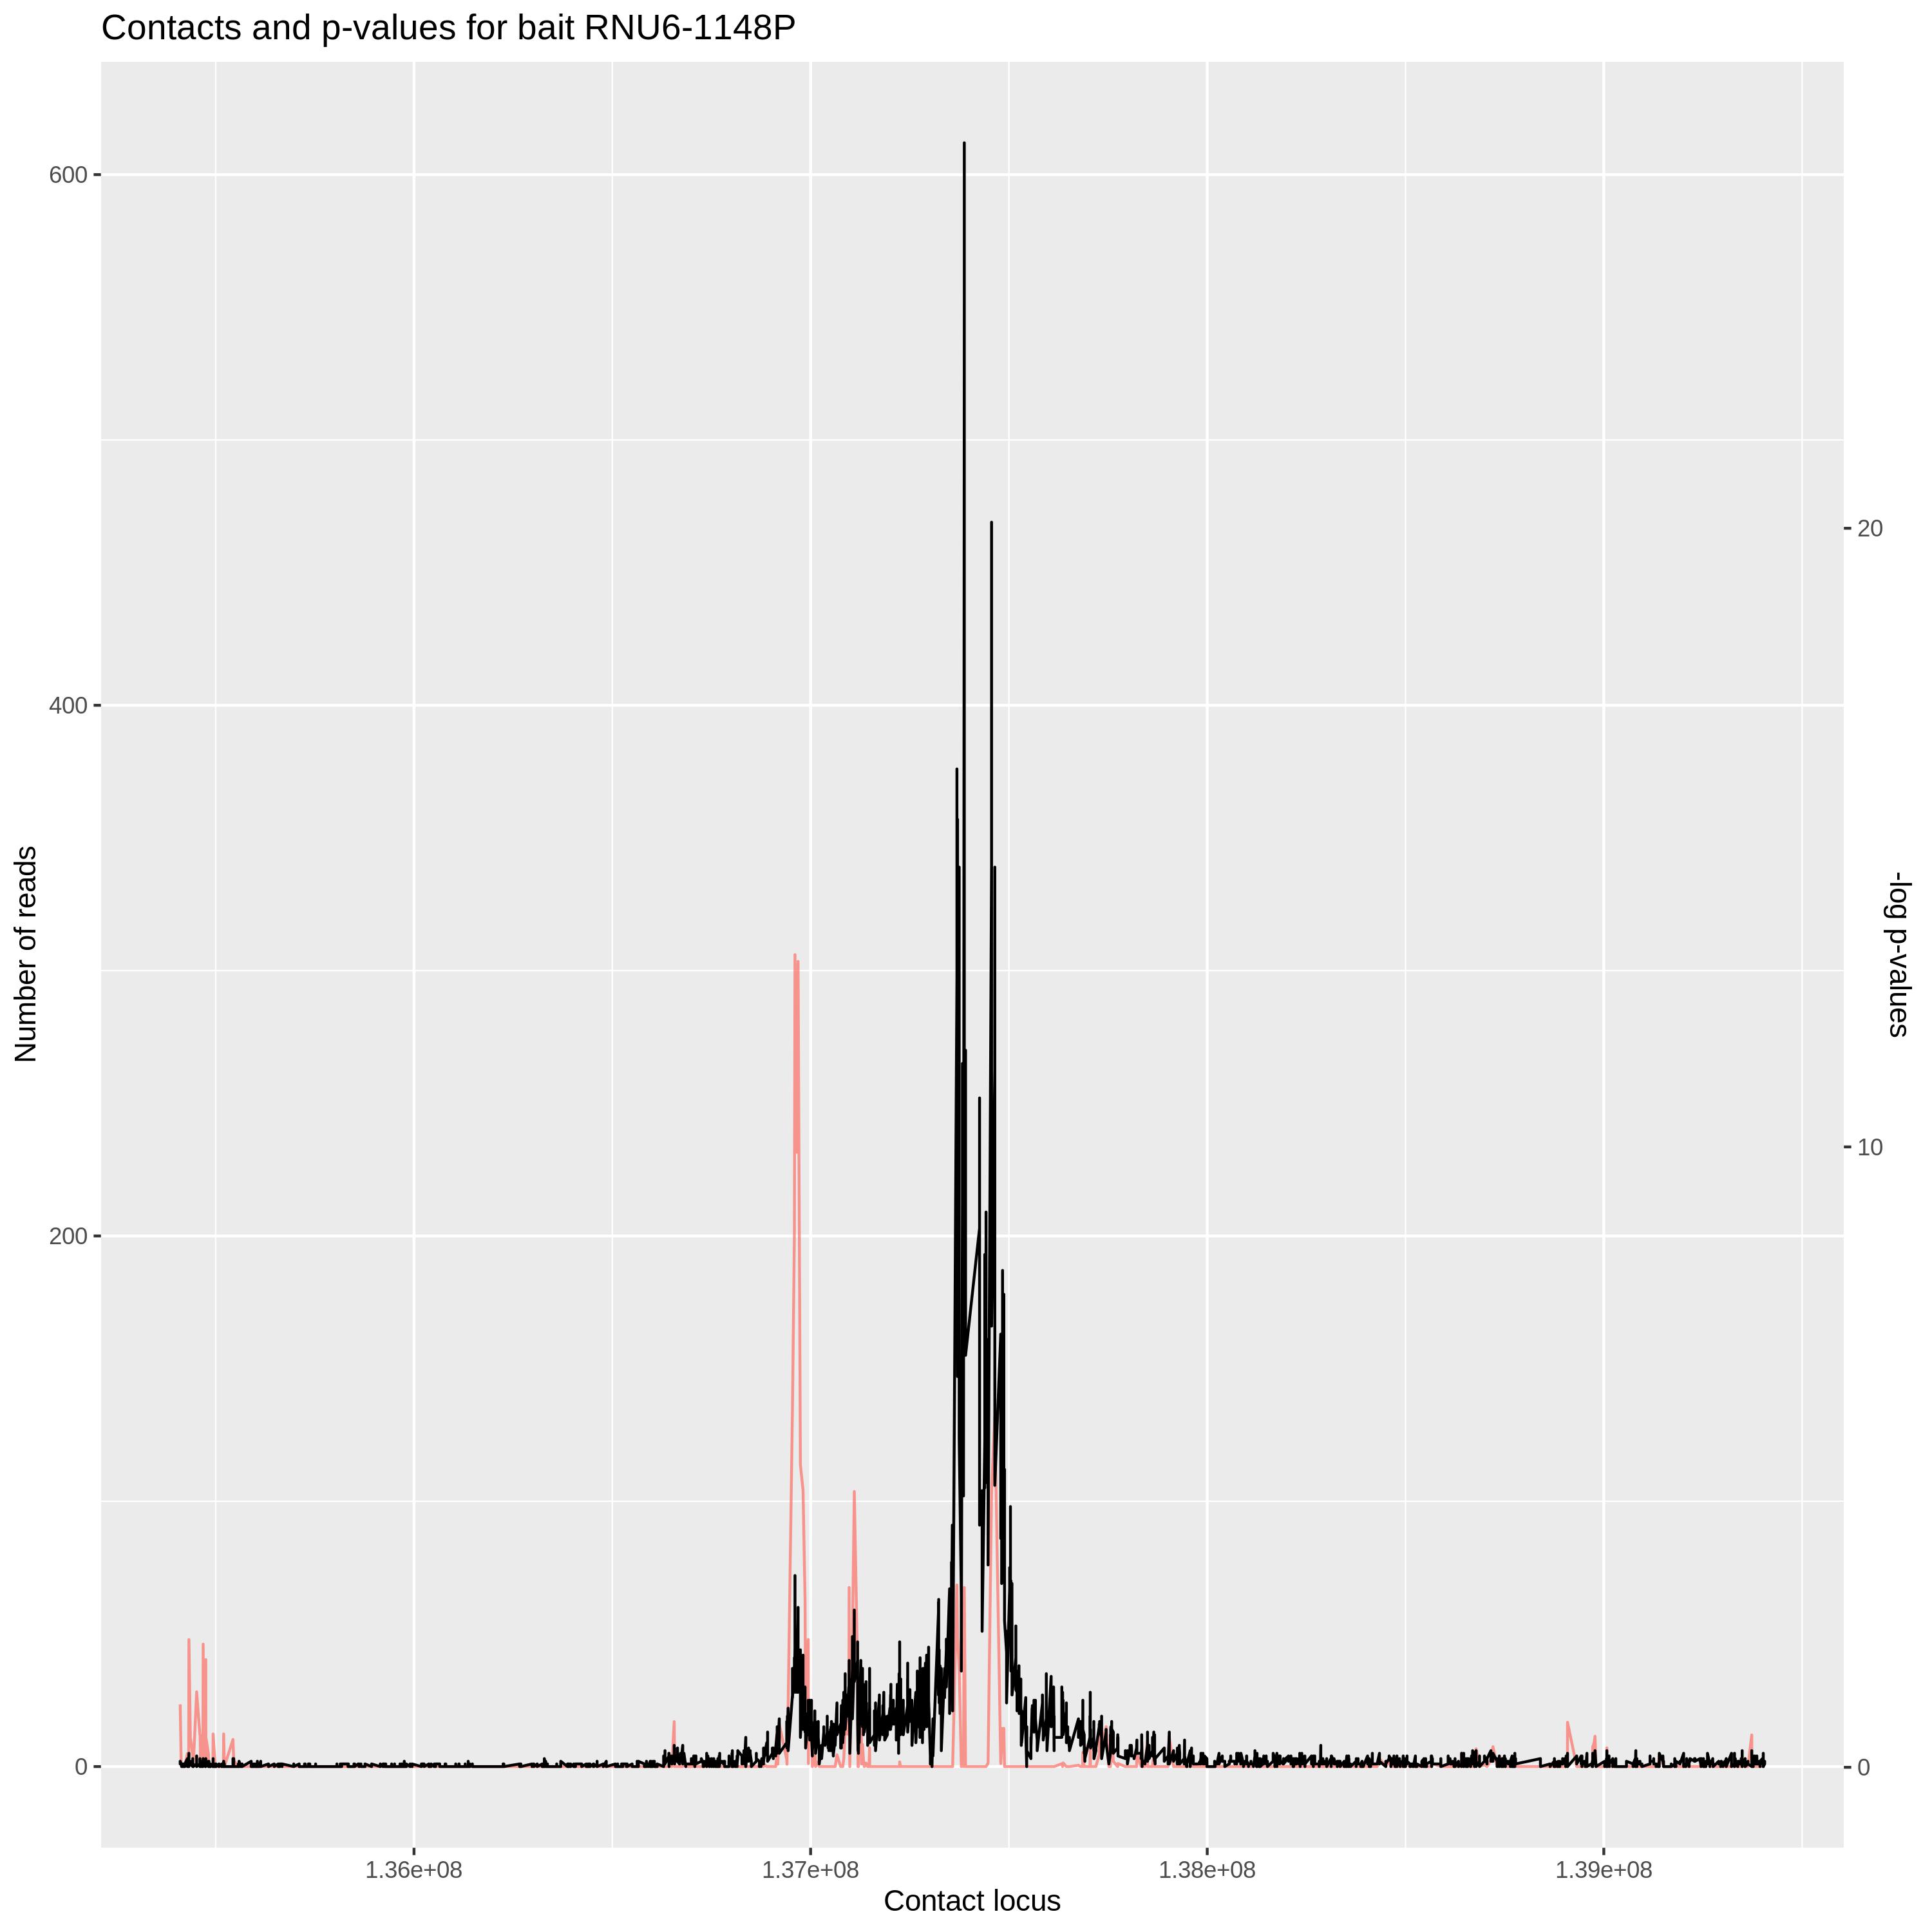 Contacts and p-values for bait RNU6-1148P
600
400
200
0
Number of reads
20
10
0
-log p-values
1.36e+08
1.37e+08
1.38e+08
1.39e+08
Contact locus